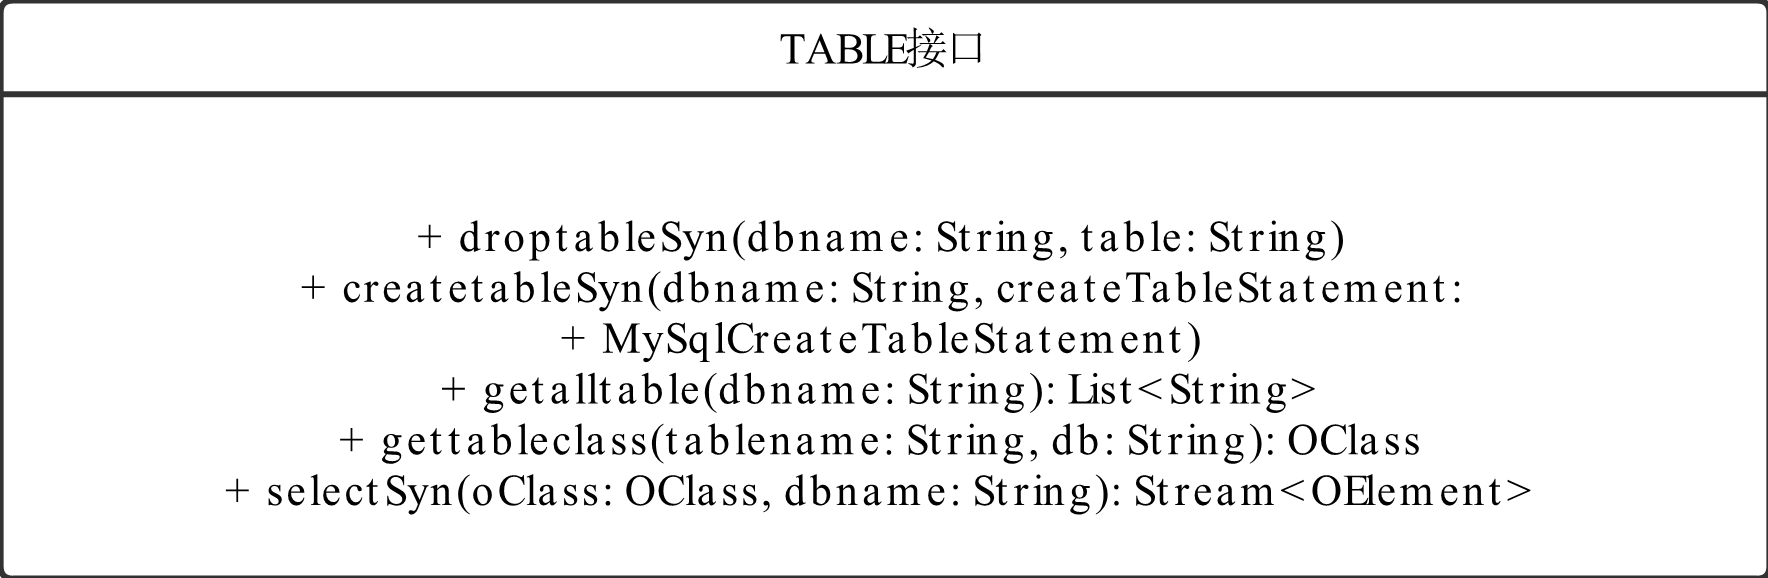 TABLE接口
+ droptableSyn(dbname: String, table: String)
+ createtableSyn(dbname: String, createTableStatement:
+ MySqlCreateTableStatement)
+ getalltable(dbname: String): List<String>
+ gettableclass(tablename: String, db: String): OClass
+ selectSyn(oClass: OClass, dbname: String): Stream<OElement>